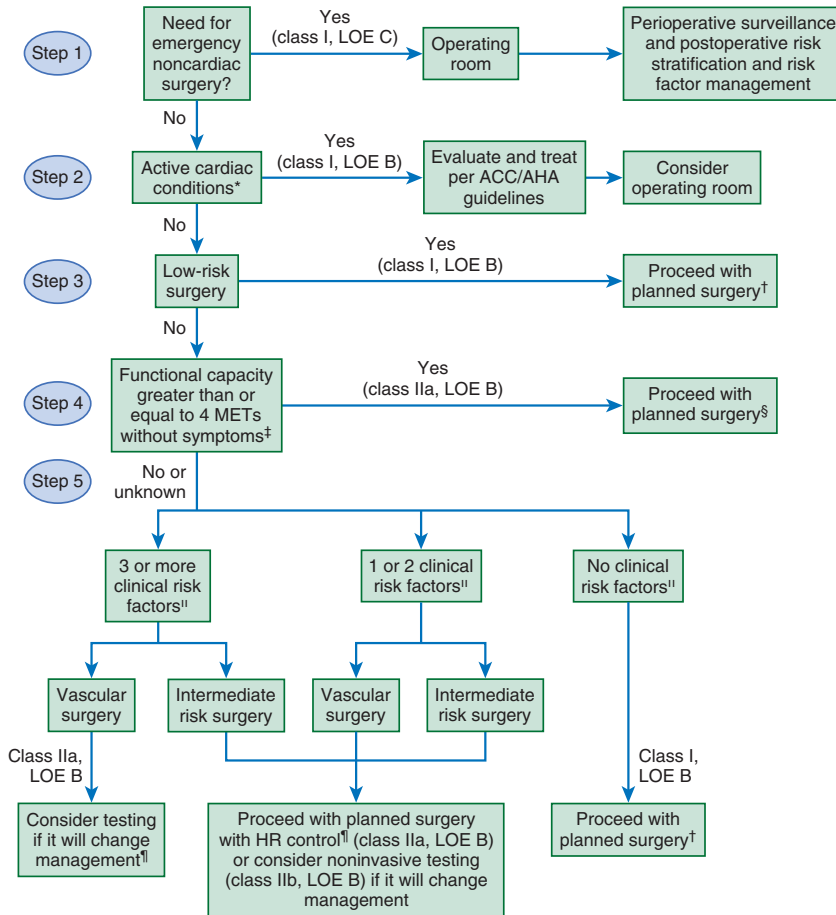 Step 1
Need for
emergency
noncardiac
surgery?
Yes
(class I, LOE C)
Operating
room
Perioperative surveillance
and postoperative risk
stratification and risk
factor management
No
Step 2
Active cardiac
conditions*
Yes
(class I, LOE B)
Evaluate and treat
per ACC/AHA
guidelines
Consider
operating room
No
Step 3
Low-risk
surgery
Yes
(class I, LOE B)
Proceed with
planned surgery†
No
Step 4
Functional capacity
greater than or
equal to 4 METs
without symptoms‡
Yes
(class IIa, LOE B)
Proceed with
planned surgery§
Step 5
No or
unknown
3 or more
clinical risk
factors"
1 or 2 clinical
risk factors"
No clinical
risk factors"
Vascular
surgery
Intermediate
risk surgery
Vascular
surgery
Intermediate
risk surgery
Class IIa,
LOE B
Class I,
LOE B
Consider testing
if it will change
management¶
Proceed with planned surgery
with HR control¶ (class IIa, LOE B)
or consider noninvasive testing
(class IIb, LOE B) if it will change
management
Proceed with
planned surgery†